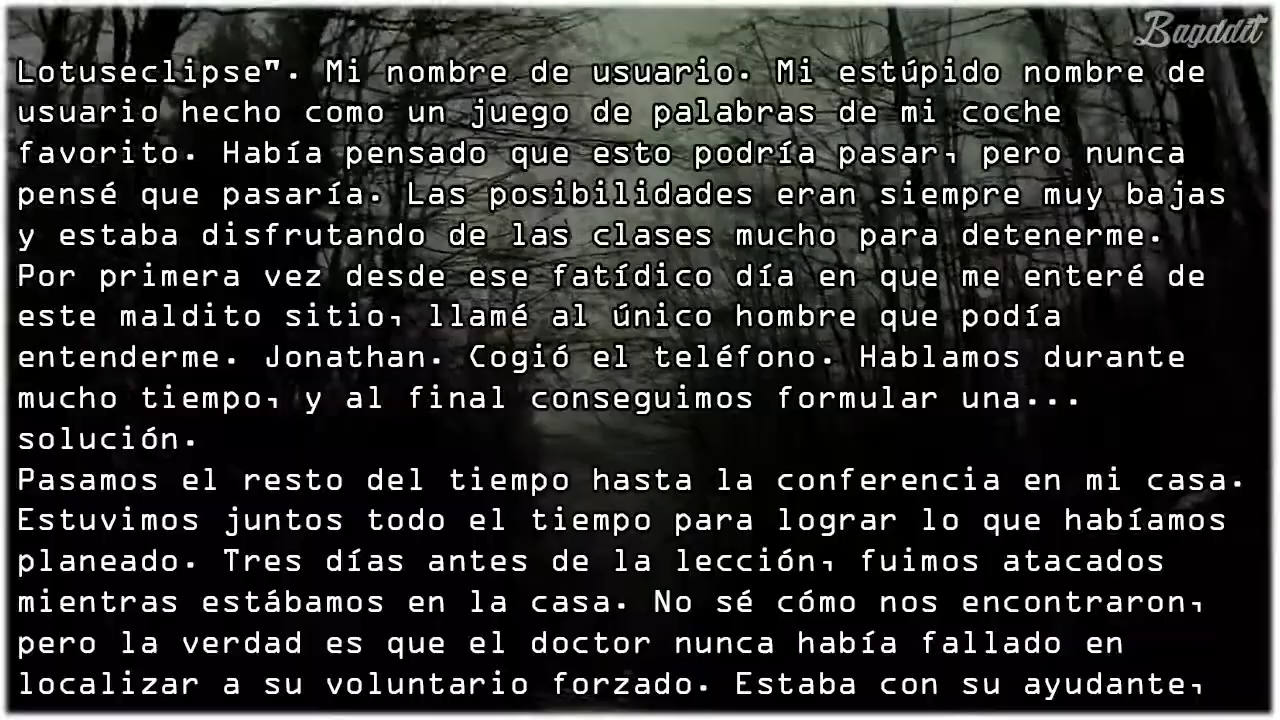 Bagddit
Lotuseclipse". Mi nombre de usuario. Mi estúpido nombre de
usuario hecho como un juego de palabras de mi coche
favorito. Había pensado que esto podría pasar, pero nunca
pensé que pasaría. Las posibilidades eran siempre muy bajas
y estaba disfrutando de las clases mucho para detenerme.
Por primera vez desde ese fatídico día en que me enteré de
este maldito sitio, llamé al único hombre que podía
entenderme. Jonathan. Cogió el teléfono. Hablamos durante
mucho tiempo, y al final conseguimos formular una...
solución.
Pasamos el resto del tiempo hasta la conferencia en mi casa.
Estuvimos juntos todo el tiempo para lograr lo que habíamos
planeado. Tres días antes de la lección, fuimos atacados
mientras estábamos en la casa. No sé cómo nos encontraron,
pero la verdad es que el doctor nunca había fallado en
localizar a su voluntario forzado. Estaba con su ayudante,